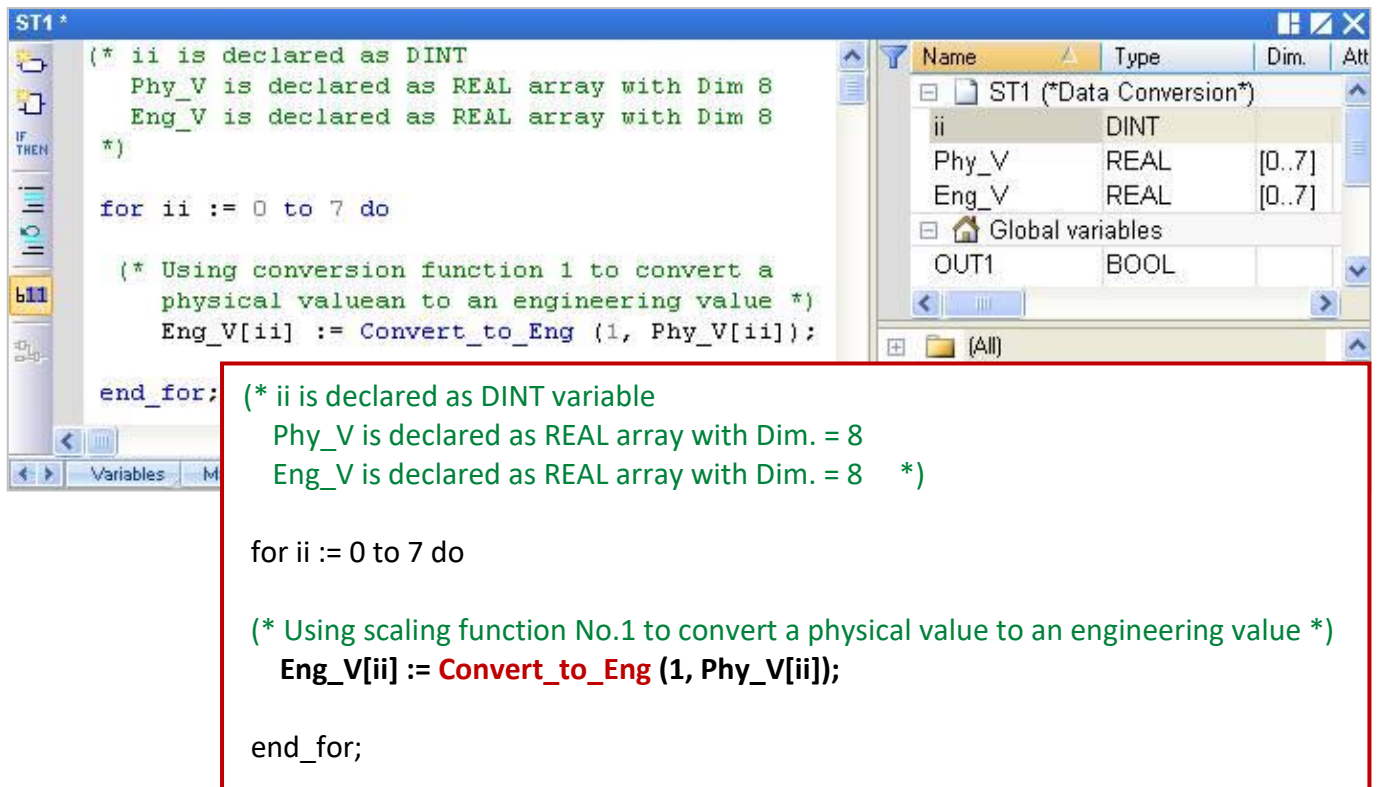 ST1 *
(* ii is declared as DINT
Phy_V is declared as REAL array with Dim 8
Eng_V is declared as REAL array with Dim 8
*)
for ii := 0 to 7 do
(* Using conversion function 1 to convert a
physical valuean to an engineering value *)
Eng_V[ii] := Convert_to_Eng (1, Phy_V[ii]);
end_for;
IF
THEN
b11
Variables M
Name Type Dim. Att
ST1 (*Data Conversion*)
ii DINT
Phy_V REAL [0..7]
Eng_V REAL [0..7]
Global variables
OUT1 BOOL
(All)
(* ii is declared as DINT variable
Phy_V is declared as REAL array with Dim. = 8
Eng_V is declared as REAL array with Dim. = 8 *)
for ii := 0 to 7 do
(* Using scaling function No.1 to convert a physical value to an engineering value *)
Eng_V[ii] := Convert_to_Eng (1, Phy_V[ii]);
end_for;